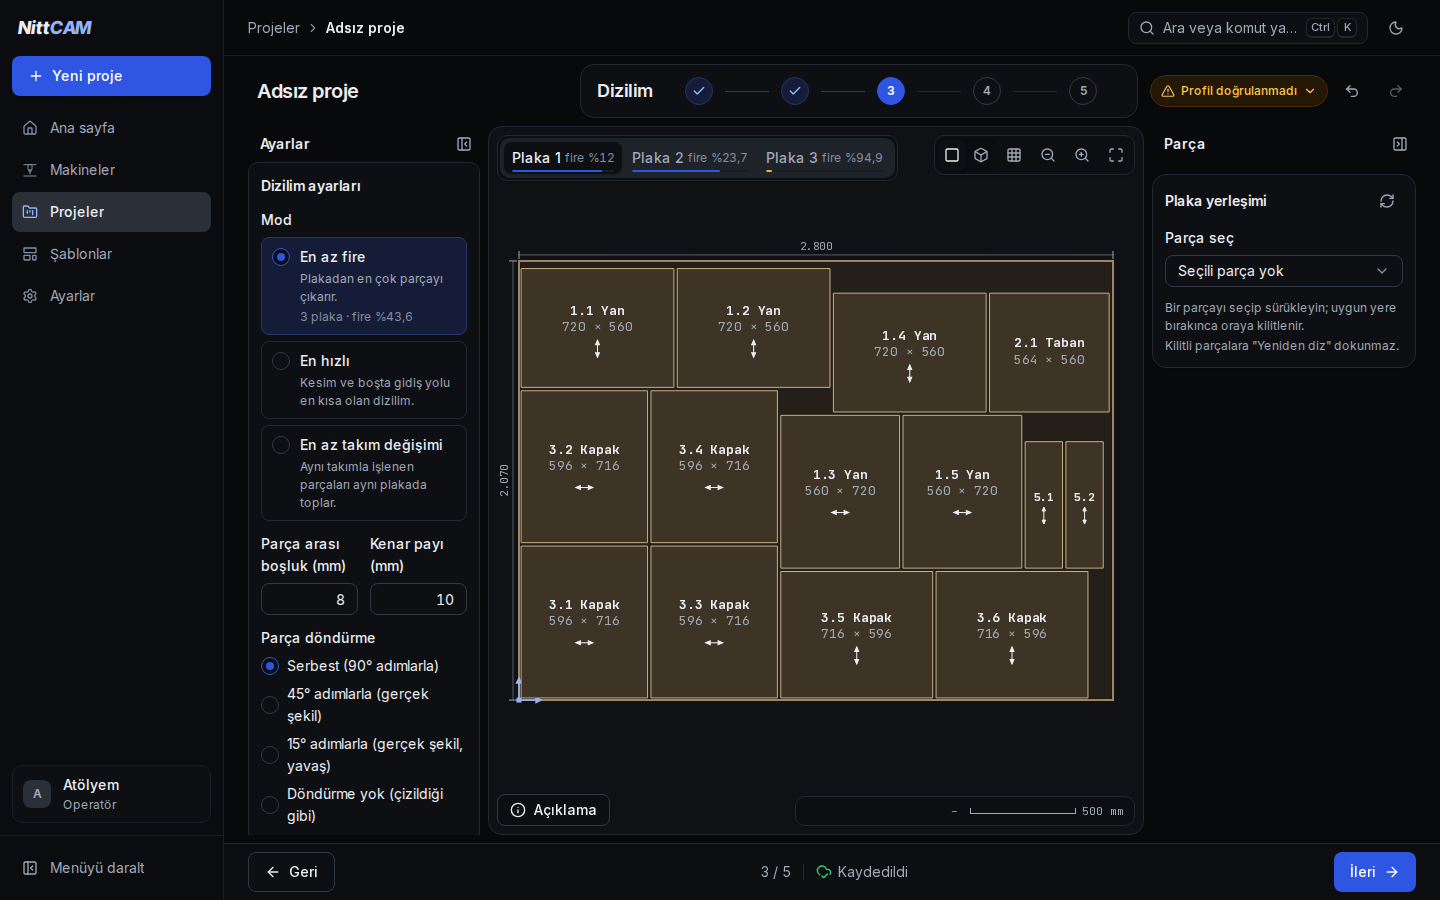 NittCAM
Yeni proje
Ana sayfa
Makineler
Projeler
Şablonlar
Ayarlar
A
Atölyem
Operatör
Menüyü daralt
Projeler
Adsız proje
Ara veya komut ya…
Ctrl
K
Adsız proje
Dizilim
3
4
5
Profil doğrulanmadı
Ayarlar
Dizilim ayarları
Mod
En az fire
Plakadan en çok parçayı
çıkarır.
3 plaka · fire %43,6
En hızlı
Kesim ve boşta gidiş yolu
en kısa olan dizilim.
En az takım değişimi
Aynı takımla işlenen
parçaları aynı plakada
toplar.
Parça arası
boşluk (mm)
Kenar payı
(mm)
8
10
Parça döndürme
Serbest (90° adımlarla)
45° adımlarla (gerçek
şekil)
15° adımlarla (gerçek şekil,
yavaş)
Döndürme yok (çizildiği
gibi)
Plaka 1 fire %12
Plaka 2 fire %23,7
Plaka 3 fire %94,9
2.800
2.070
1.1 Yan
720 × 560
1.2 Yan
720 × 560
1.4 Yan
720 × 560
2.1 Taban
564 × 560
3.2 Kapak
596 × 716
3.4 Kapak
596 × 716
1.3 Yan
560 × 720
1.5 Yan
560 × 720
5.1
5.2
3.1 Kapak
596 × 716
3.3 Kapak
596 × 716
3.5 Kapak
716 × 596
3.6 Kapak
716 × 596
Açıklama
–
500 mm
Parça
Plaka yerleşimi
Parça seç
Seçili parça yok
Bir parçayı seçip sürükleyin; uygun yere
bırakınca oraya kilitlenir.
Kilitli parçalara "Yeniden diz" dokunmaz.
Geri
3 / 5
Kaydedildi
İleri